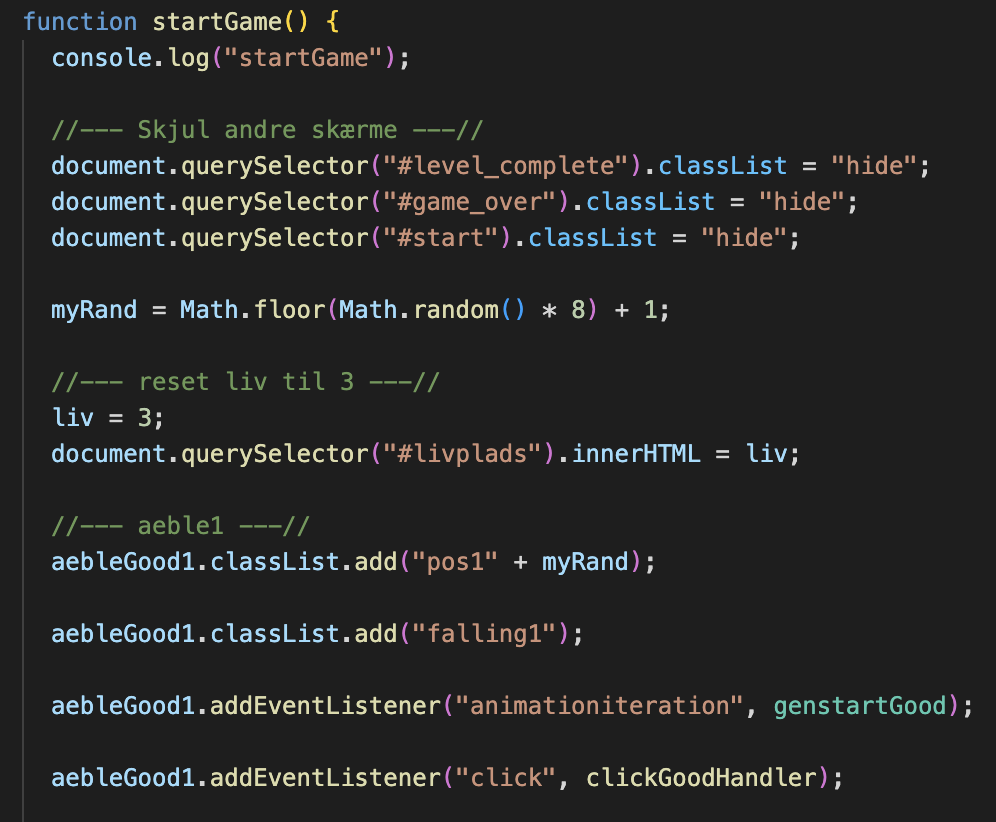 function startGame() {
console.log("startGame");
//--- Skjul andre skærme ---//
document.querySelector("#level_complete").classList = "hide";
document.querySelector("#game_over").classList = "hide";
document.querySelector("#start").classList = "hide";
myRand = Math.floor(Math.random() * 8) + 1;
//--- reset liv til 3 ---//
liv = 3;
document.querySelector("#livplads").innerHTML = liv;
//--- aeble1 ---//
aebleGood1.classList.add("pos1" + myRand);
aebleGood1.classList.add("falling1");
aebleGood1.addEventListener("animationiteration", genstartGood);
aebleGood1.addEventListener("click", clickGoodHandler);